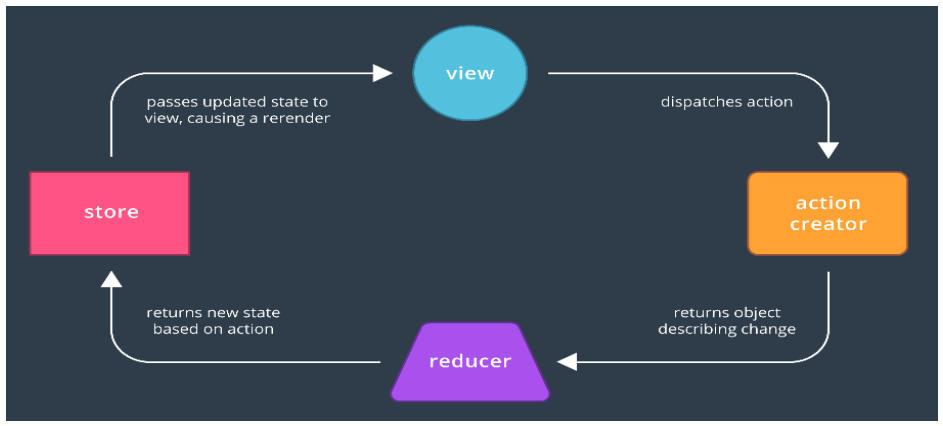 view
passes updated state to
view, causing a rerender
dispatches action
store
action
creator
returns new state
based on action
returns object
describing change
reducer